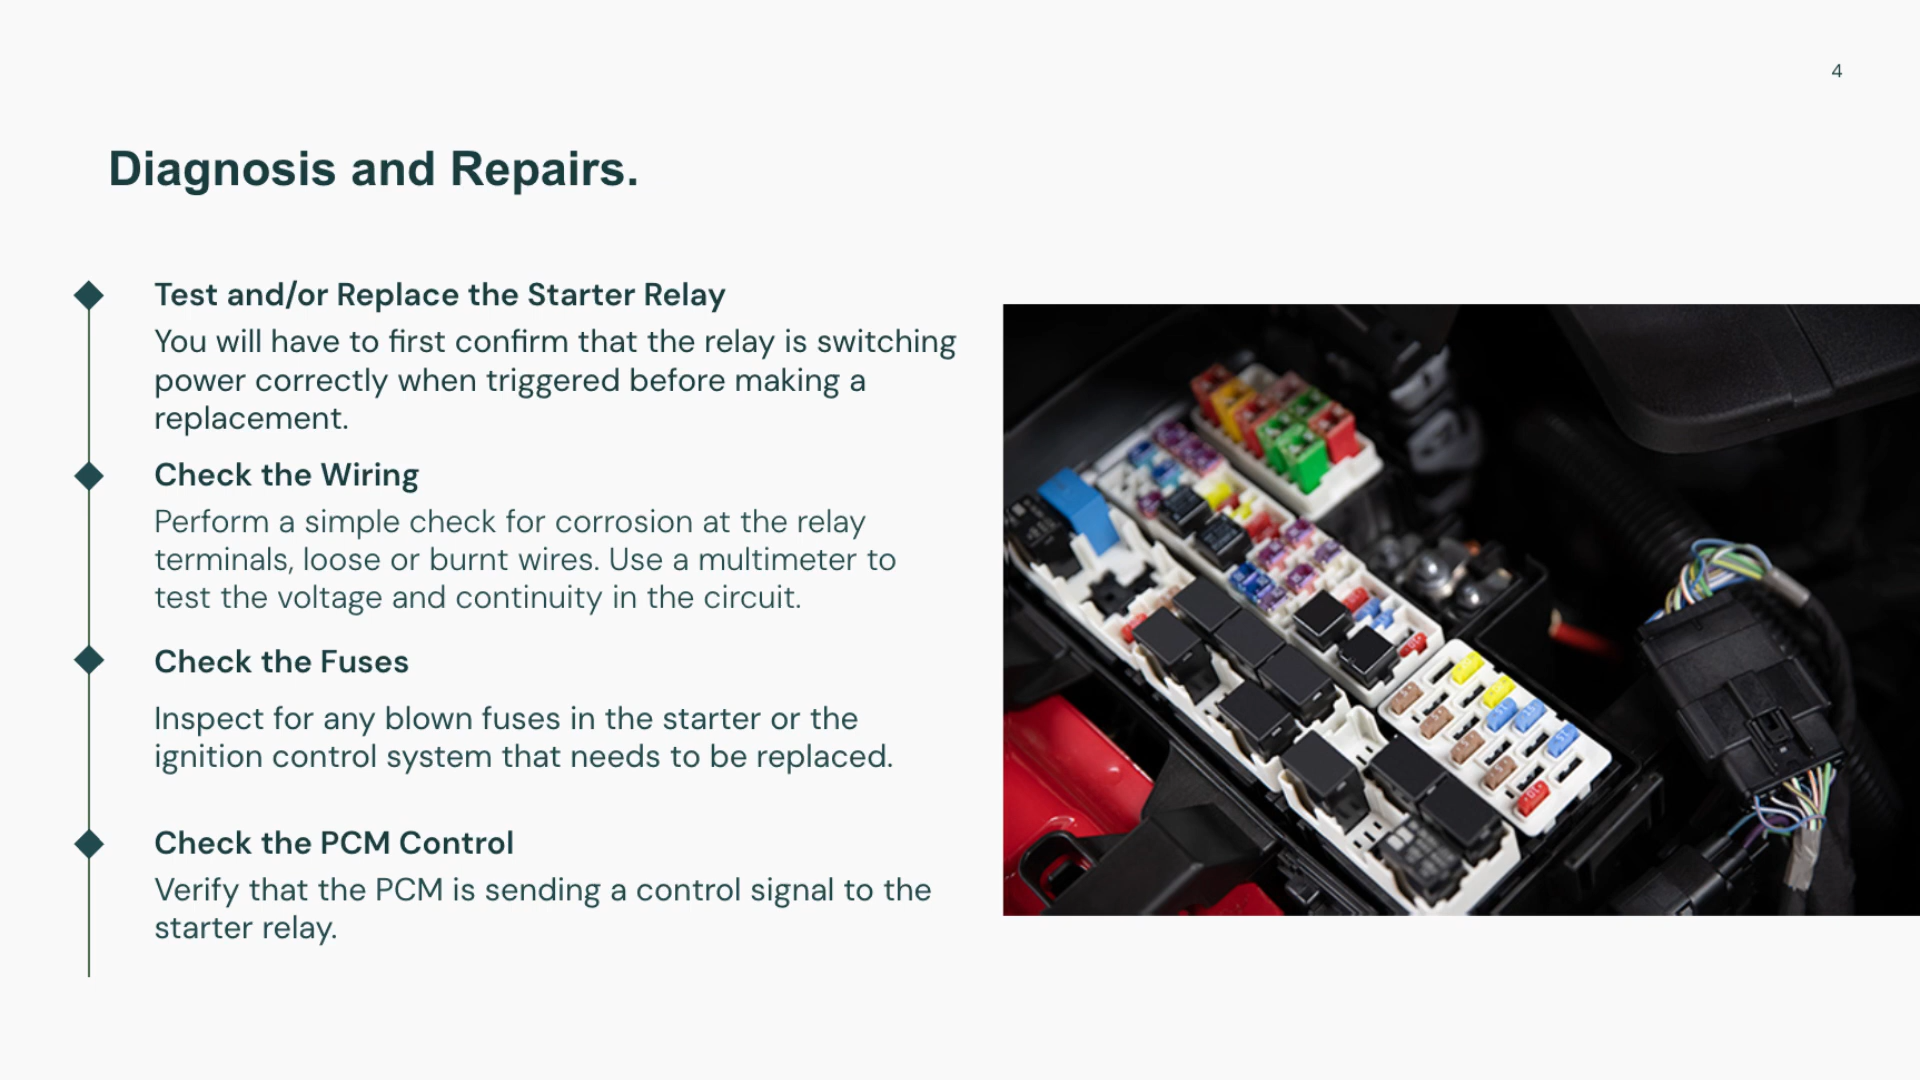 4
Diagnosis and Repairs.
Test and/or Replace the Starter Relay
You will have to first confirm that the relay is switching
power correctly when triggered before making a
replacement.
Check the Wiring
Perform a simple check for corrosion at the relay
terminals, loose or burnt wires. Use a multimeter to
test the voltage and continuity in the circuit.
Check the Fuses
Inspect for any blown fuses in the starter or the
ignition control system that needs to be replaced.
Check the PCM Control
Verify that the PCM is sending a control signal to the
starter relay.